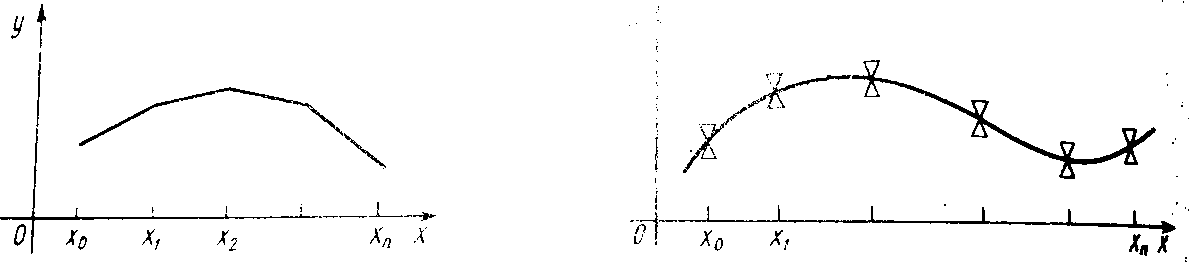 y
0 x₀ x₁ x₂ xₙ x
0 x₀ x₁ xₙ x